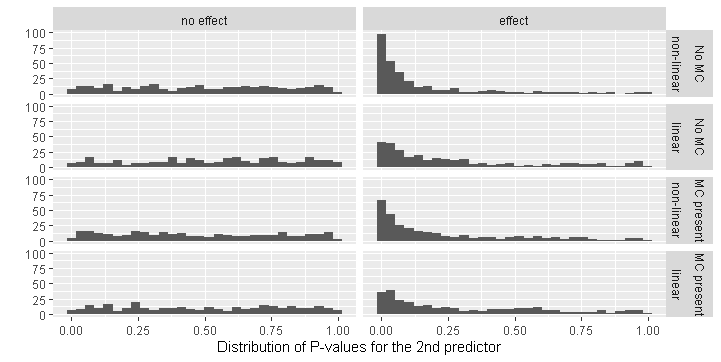 no effect
effect
100
75
50
25
0
No MC
non-linear
100
75
50
25
0
No MC
linear
100
75
50
25
0
MC present
non-linear
100
75
50
25
0
MC present
linear
0.00 0.25 0.50 0.75 1.00
0.00 0.25 0.50 0.75 1.00
Distribution of P-values for the 2nd predictor